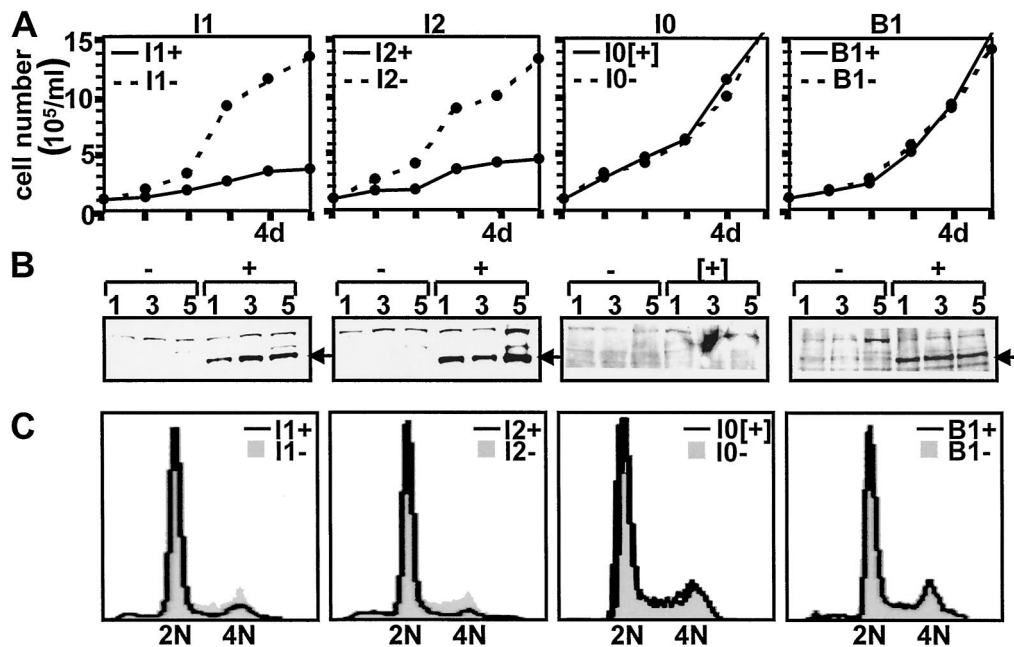 A
I1
I2
I0
B1
cell number
(10⁵/ml)
15
10
5
0
I1+
I1-
I2+
I2-
I0[+]
I0-
B1+
B1-
4d
4d
4d
4d
B
- +
- +
- [+]
- +
1 3 5 1 3 5
1 3 5 1 3 5
1 3 5 1 3 5
1 3 5 1 3 5
C
I1+
I1-
I2+
I2-
I0[+]
I0-
B1+
B1-
2N 4N
2N 4N
2N 4N
2N 4N